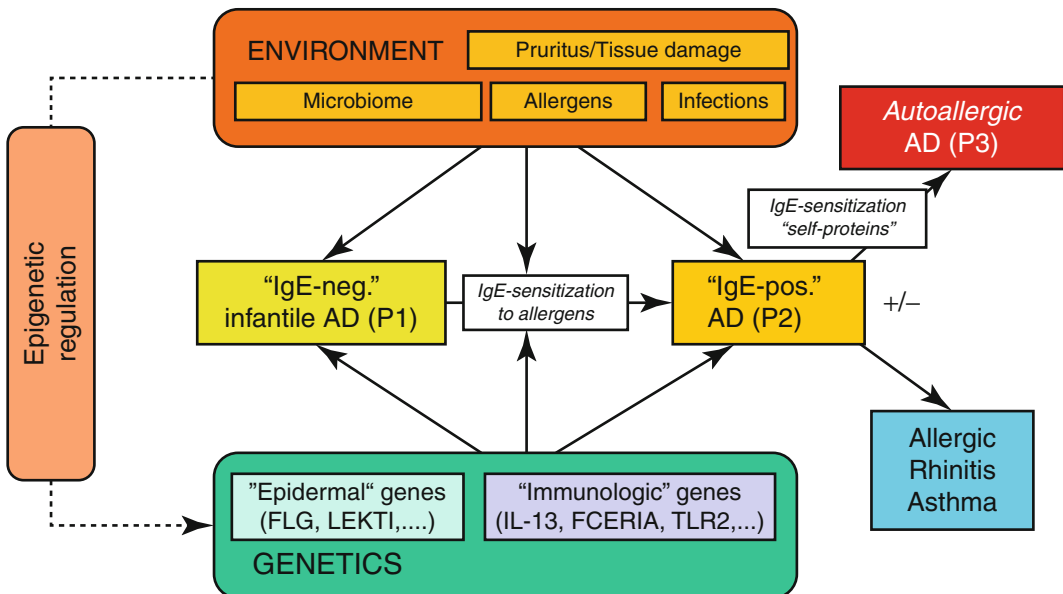 ENVIRONMENT
Pruritus/Tissue damage
Microbiome
Allergens
Infections
Autoallergic
AD (P3)
IgE-sensitization
“self-proteins”
Epigenetic
regulation
“IgE-neg.”
infantile AD (P1)
IgE-sensitization
to allergens
“IgE-pos.”
AD (P2)
+/–
Allergic
Rhinitis
Asthma
”Epidermal“ genes
(FLG, LEKTI,....)
“Immunologic” genes
(IL-13, FCERIA, TLR2,...)
GENETICS